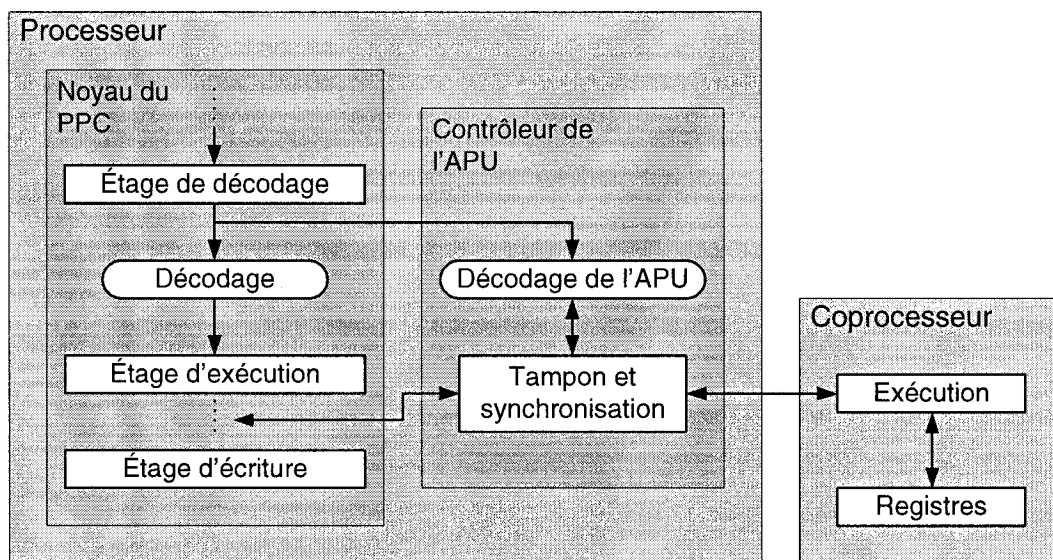 Processeur
Noyau du
PPC
Étage de décodage
Décodage
Étage d'exécution
Étage d'écriture
Contrôleur de
l'APU
Décodage de l'APU
Tampon et
synchronisation
Coprocesseur
Exécution
Registres